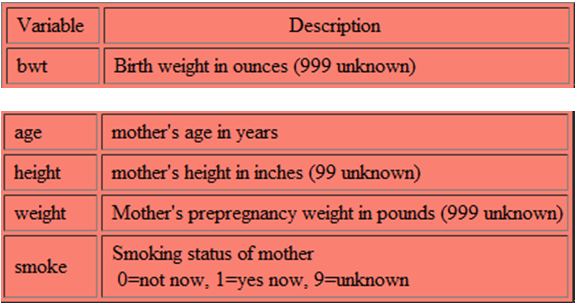 Variable Description
bwt Birth weight in ounces (999 unknown)
age mother's age in years
height mother's height in inches (99 unknown)
weight Mother's prepregnancy weight in pounds (999 unknown)
smoke Smoking status of mother
0=not now, 1=yes now, 9=unknown